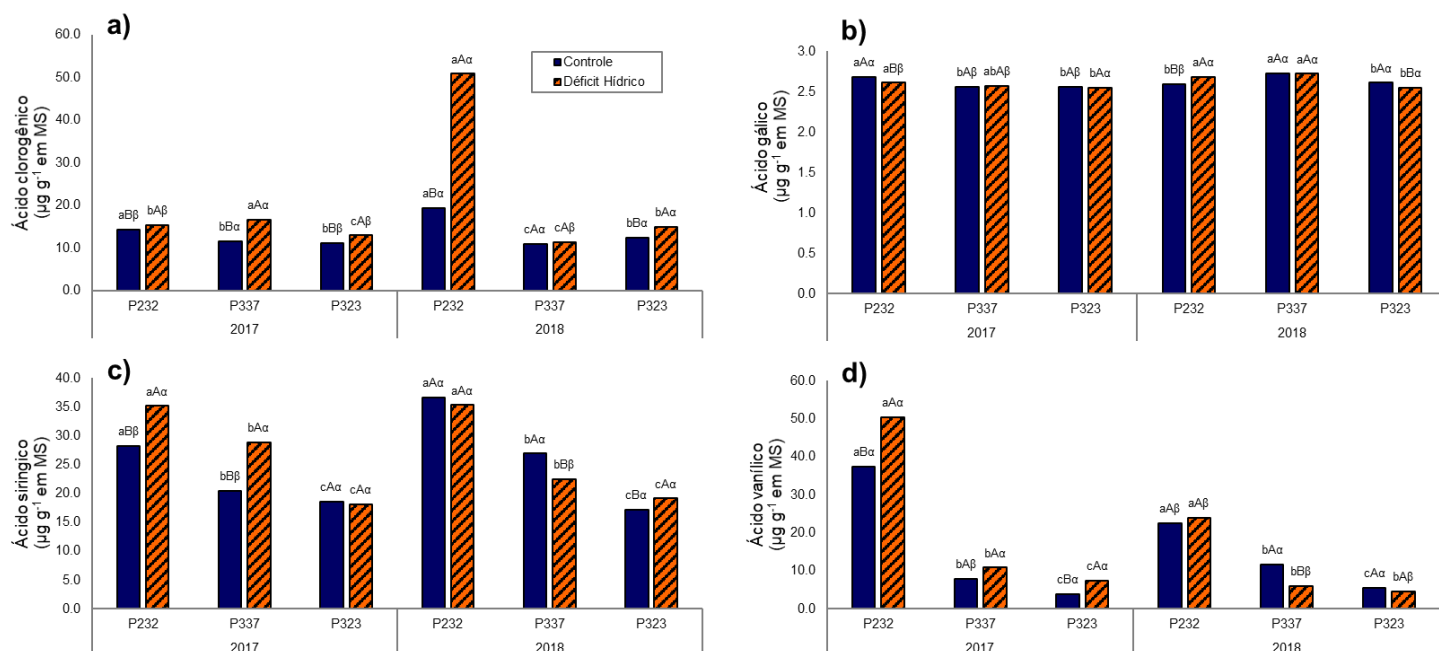 a)
Ácido clorogênico
(µg g⁻¹ em MS)
60.0
50.0
40.0
30.0
20.0
10.0
0.0
Controle
Déficit Hídrico
aBβ bAβ bBα aAα bBβ cAβ aBα aAα cAα cAβ bBα bAα
P232 P337 P323 P232 P337 P323
2017 2018
b)
Ácido gálico
(µg g⁻¹ em MS)
3.0
2.5
2.0
1.5
1.0
0.5
0.0
aAα aBβ bAβ abAβ bAβ bAα bBβ aAα aAα aAα bAα bBα
P232 P337 P323 P232 P337 P323
2017 2018
c)
Ácido siringico
(µg g⁻¹ em MS)
40.0
35.0
30.0
25.0
20.0
15.0
10.0
5.0
0.0
aBβ aAα bBβ bAα cAα cAα aAα aAα bAα bBβ cBα cAα
P232 P337 P323 P232 P337 P323
2017 2018
d)
Ácido vanílico
(µg g⁻¹ em MS)
60.0
50.0
40.0
30.0
20.0
10.0
0.0
aBα aAα bAβ bAα cBα cAα aAβ aAβ bAα bBβ cAα bAβ
P232 P337 P323 P232 P337 P323
2017 2018